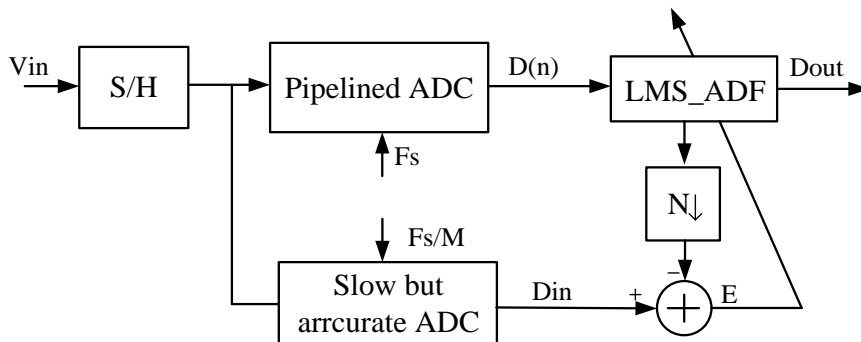 Vin
S/H
Pipelined ADC
D(n)
LMS_ADF
Dout
Fs
N↓
Fs/M
Slow but
arrcurate ADC
Din
+
−
+
E